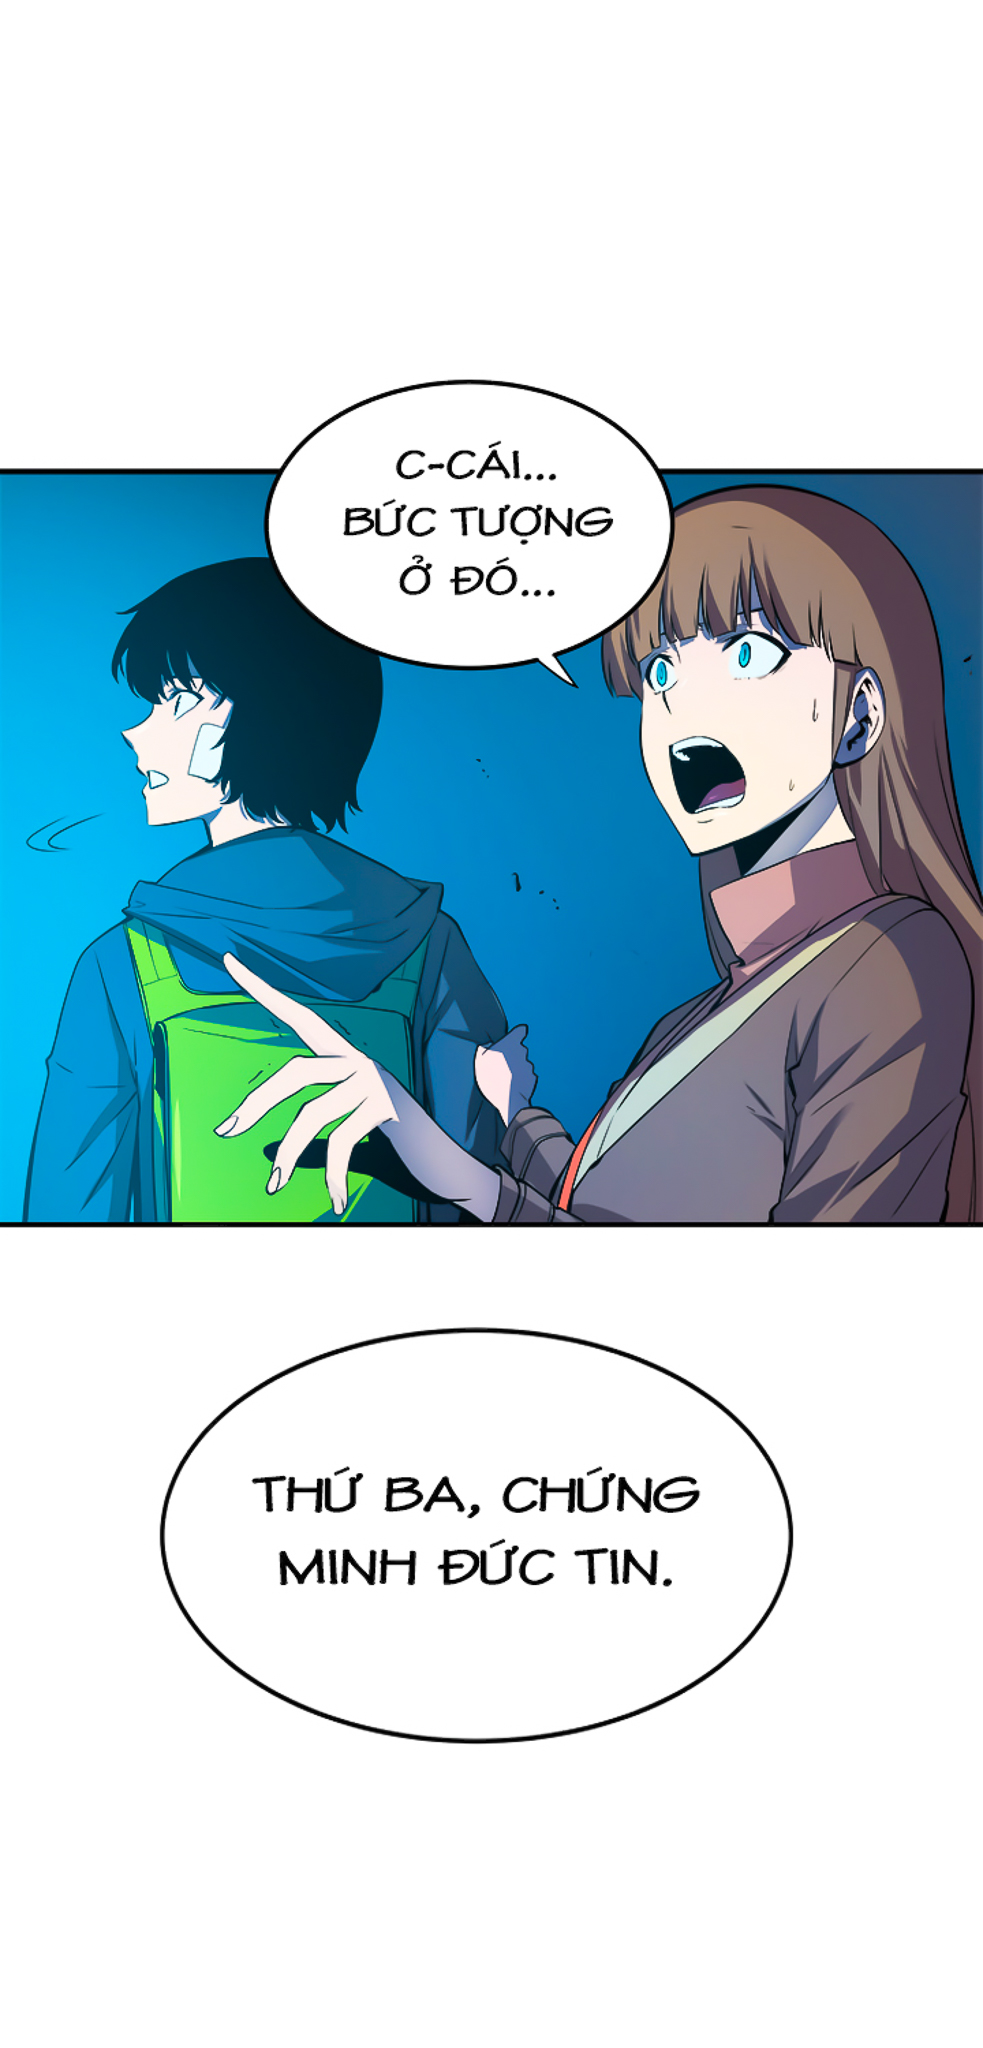 C-CÁI...
BỨC TƯỢNG
Ở ĐÓ...
THỨ BA, CHỨNG
MINH ĐỨC TIN.